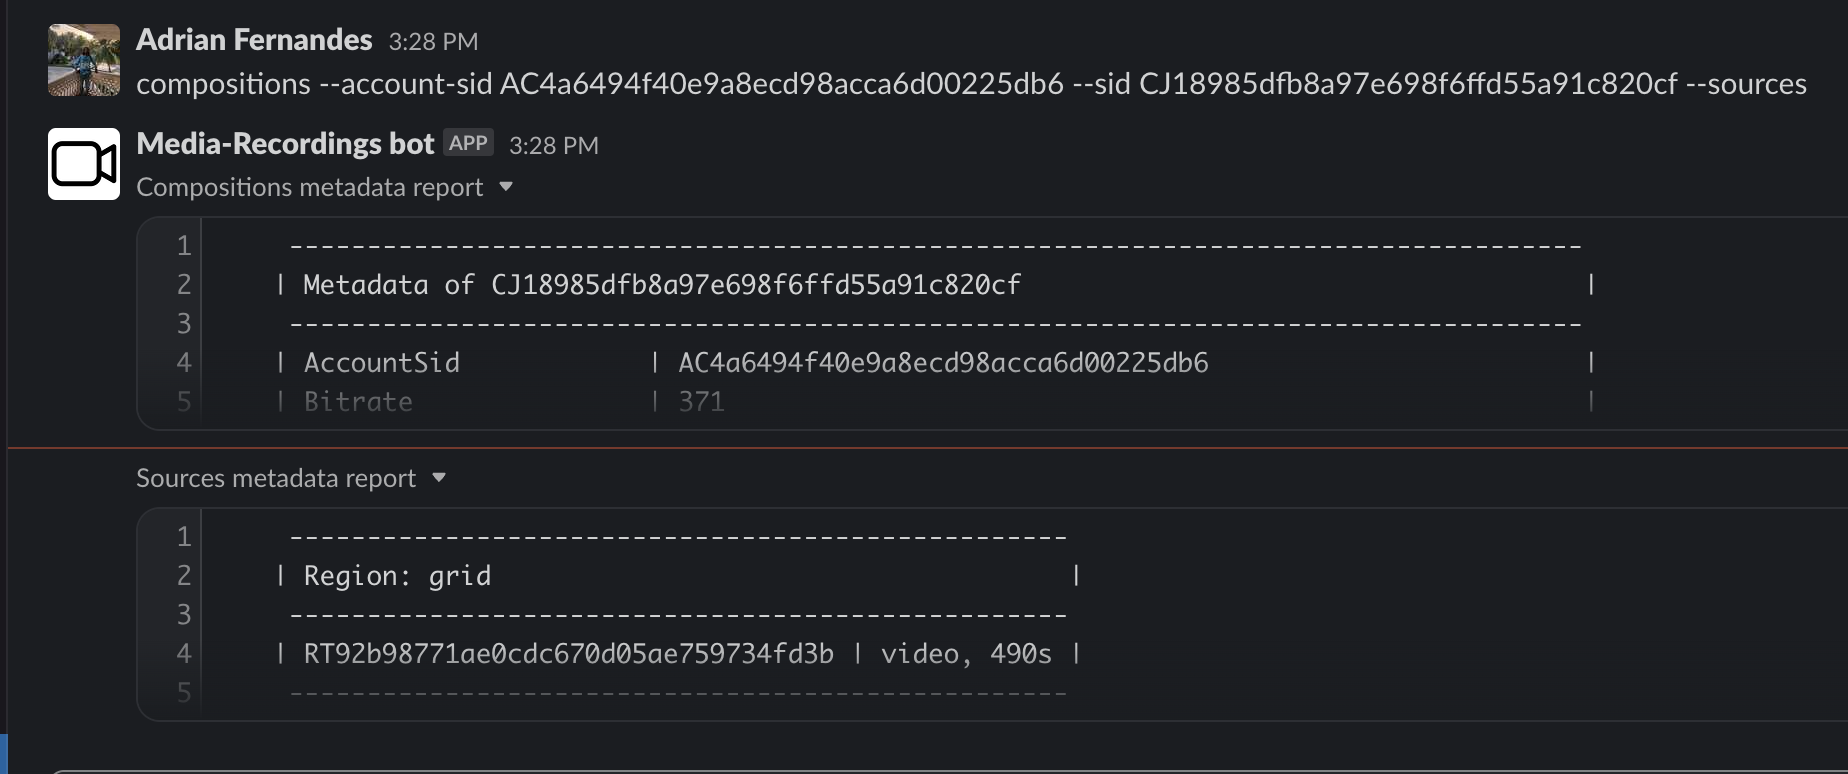 Adrian Fernandes 3:28 PM
compositions --account-sid AC4a6494f40e9a8ecd98acca6d00225db6 --sid CJ18985dfb8a97e698f6ffd55a91c820cf --sources
Media-Recordings bot APP 3:28 PM
Compositions metadata report
1 -----------------------------------------------------------------------------------
2 | Metadata of CJ18985dfb8a97e698f6ffd55a91c820cf |
3 -----------------------------------------------------------------------------------
4 | AccountSid | AC4a6494f40e9a8ecd98acca6d00225db6 |
5 | Bitrate | 371 |
Sources metadata report
1 --------------------------------------------------
2 | Region: grid |
3 --------------------------------------------------
4 | RT92b98771ae0cdc670d05ae759734fd3b | video, 490s |
5 --------------------------------------------------